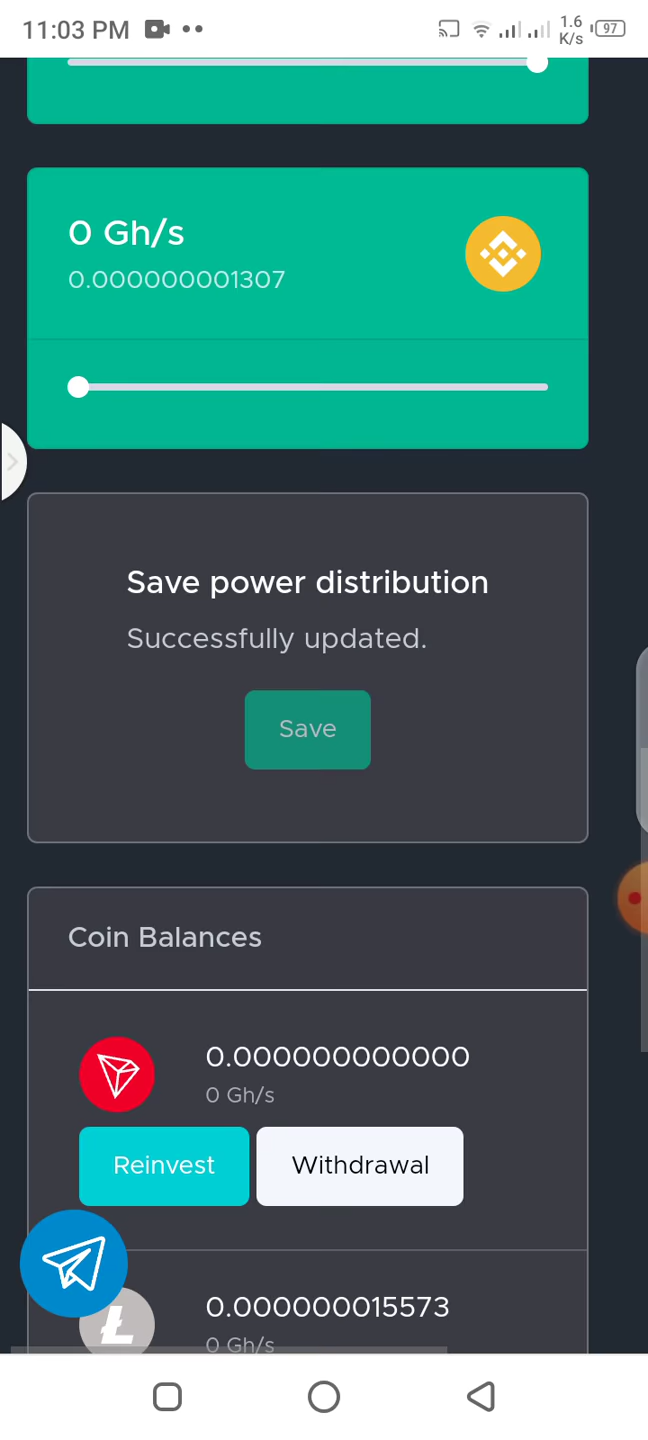 11:03 PM
1.6
K/s
97
0 Gh/s
0.000000001307
Save power distribution
Successfully updated.
Save
Coin Balances
0.000000000000
0 Gh/s
Reinvest
Withdrawal
0.000000015573
0 Gh/s